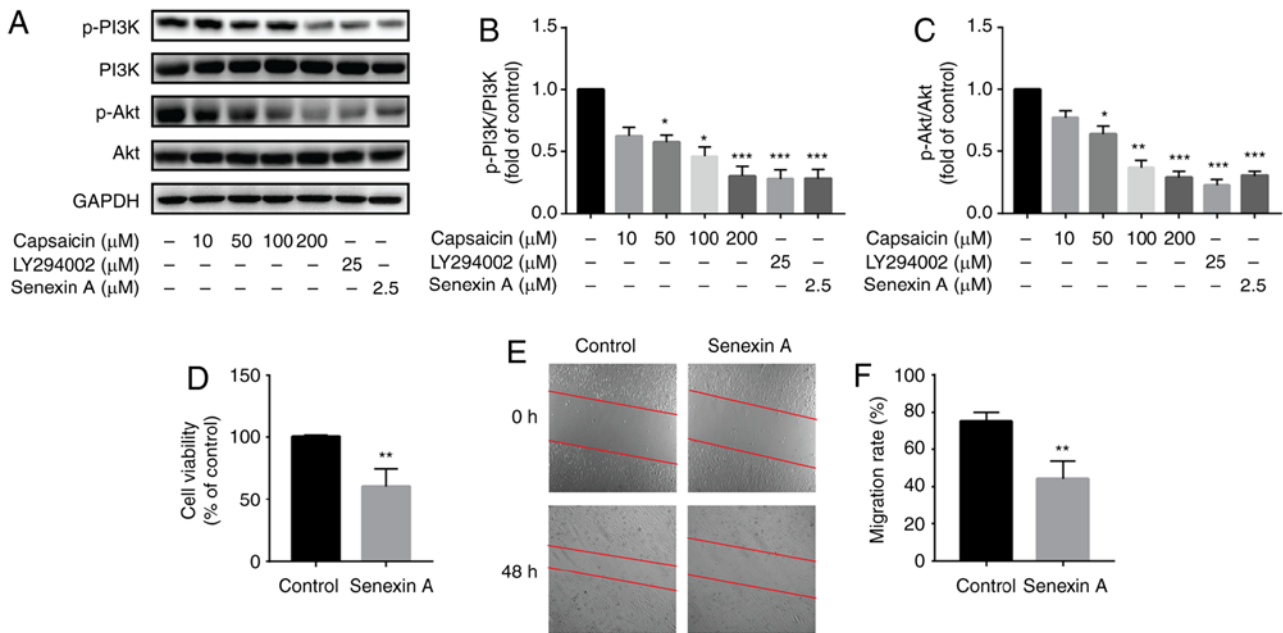 A
p-PI3K
PI3K
p-Akt
Akt
GAPDH
Capsaicin (μM) – 10 50 100 200 – –
LY294002 (μM) – – – – – 25 –
Senexin A (μM) – – – – – – 2.5
B
p-PI3K/PI3K
(fold of control)
1.5
1.0
0.5
0.0
* * *** *** ***
Capsaicin (μM) – 10 50 100 200 – –
LY294002 (μM) – – – – – 25 –
Senexin A (μM) – – – – – – 2.5
C
p-Akt/Akt
(fold of control)
1.5
1.0
0.5
0.0
* ** *** *** ***
Capsaicin (μM) – 10 50 100 200 – –
LY294002 (μM) – – – – – 25 –
Senexin A (μM) – – – – – – 2.5
D
Cell viability
(% of control)
150
100
50
0
**
Control Senexin A
E
Control Senexin A
0 h
48 h
F
Migration rate (%)
80
60
40
20
0
**
Control Senexin A